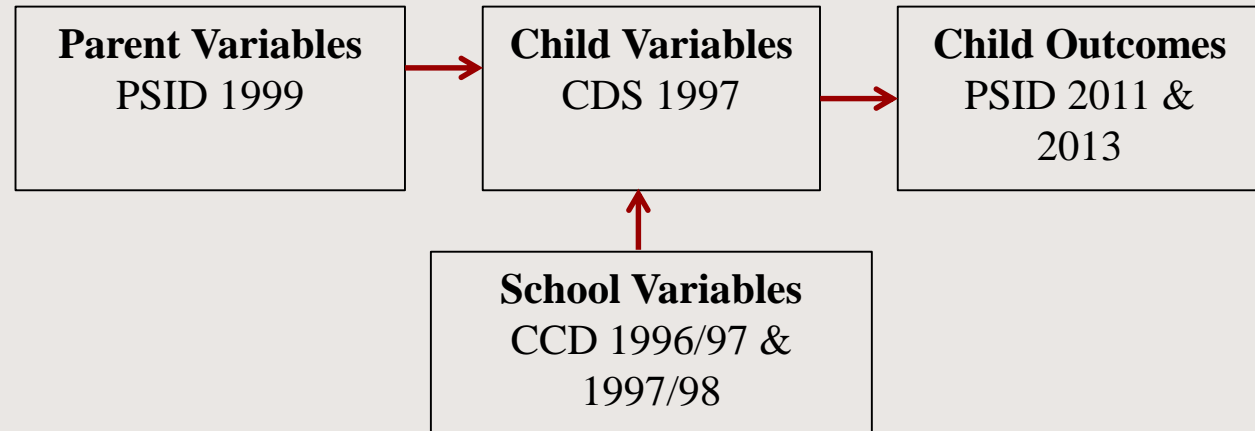 Parent Variables
PSID 1999
Child Variables
CDS 1997
Child Outcomes
PSID 2011 &
2013
School Variables
CCD 1996/97 &
1997/98